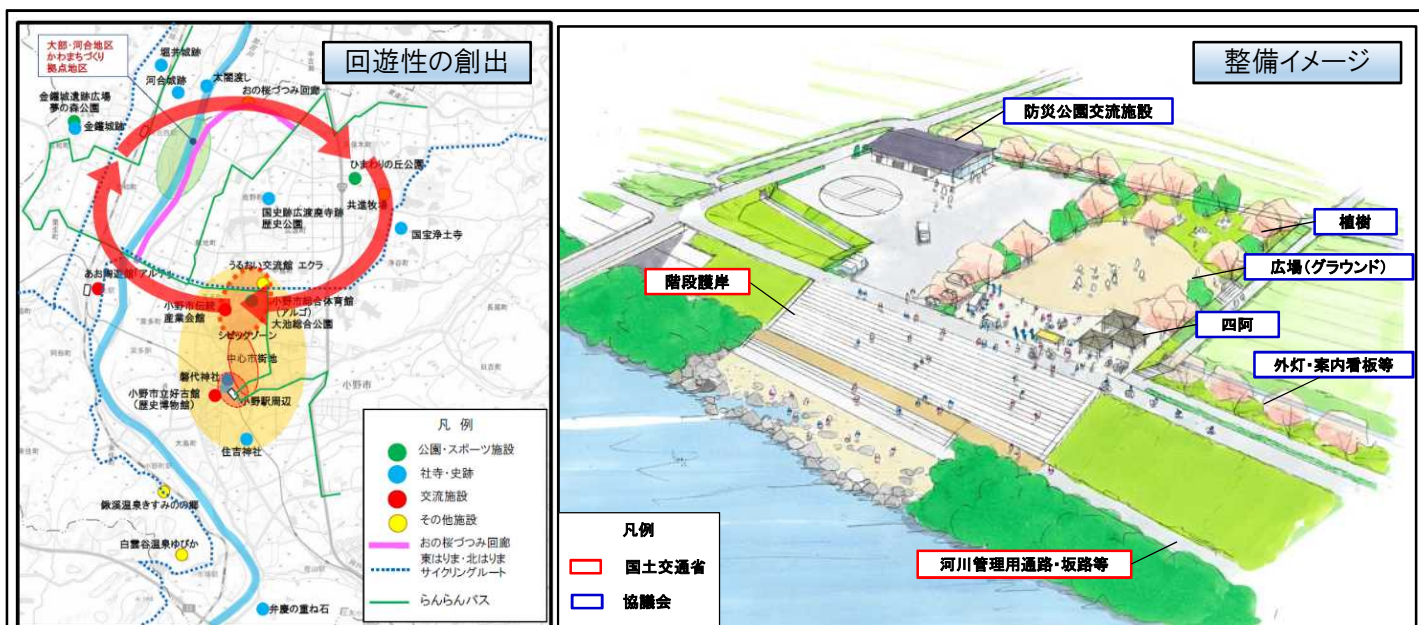 回遊性の創出
大部・河合地区
かわまちづくり
拠点地区
堀井城跡
河合城跡
太閤渡し
おの桜づつみ回廊
金鑵城遺跡広場
夢の森公園
金鑵城跡
ひまわりの丘公園
共進牧場
国史跡広渡廃寺跡
歴史公園
国宝浄土寺
うるおい交流館 エクラ
あお陶遊館「アルテ」
小野市伝統
産業会館
小野市総合体育館
(アルゴ)
大池総合公園
シビックゾーン
中心市街地
磐代神社
小野市立好古館
(歴史博物館)
小野駅周辺
小野市
住吉神社
鍬溪温泉きすみのの郷
白雲谷温泉ゆぴか
弁慶の重ね石
凡 例
公園・スポーツ施設
社寺・史跡
交流施設
その他施設
おの桜づつみ回廊
東はりま・北はりま
サイクリングルート
らんらんバス
整備イメージ
防災公園交流施設
植樹
広場(グラウンド)
階段護岸
四阿
外灯・案内看板等
河川管理用通路・坂路等
凡例
国土交通省
協議会